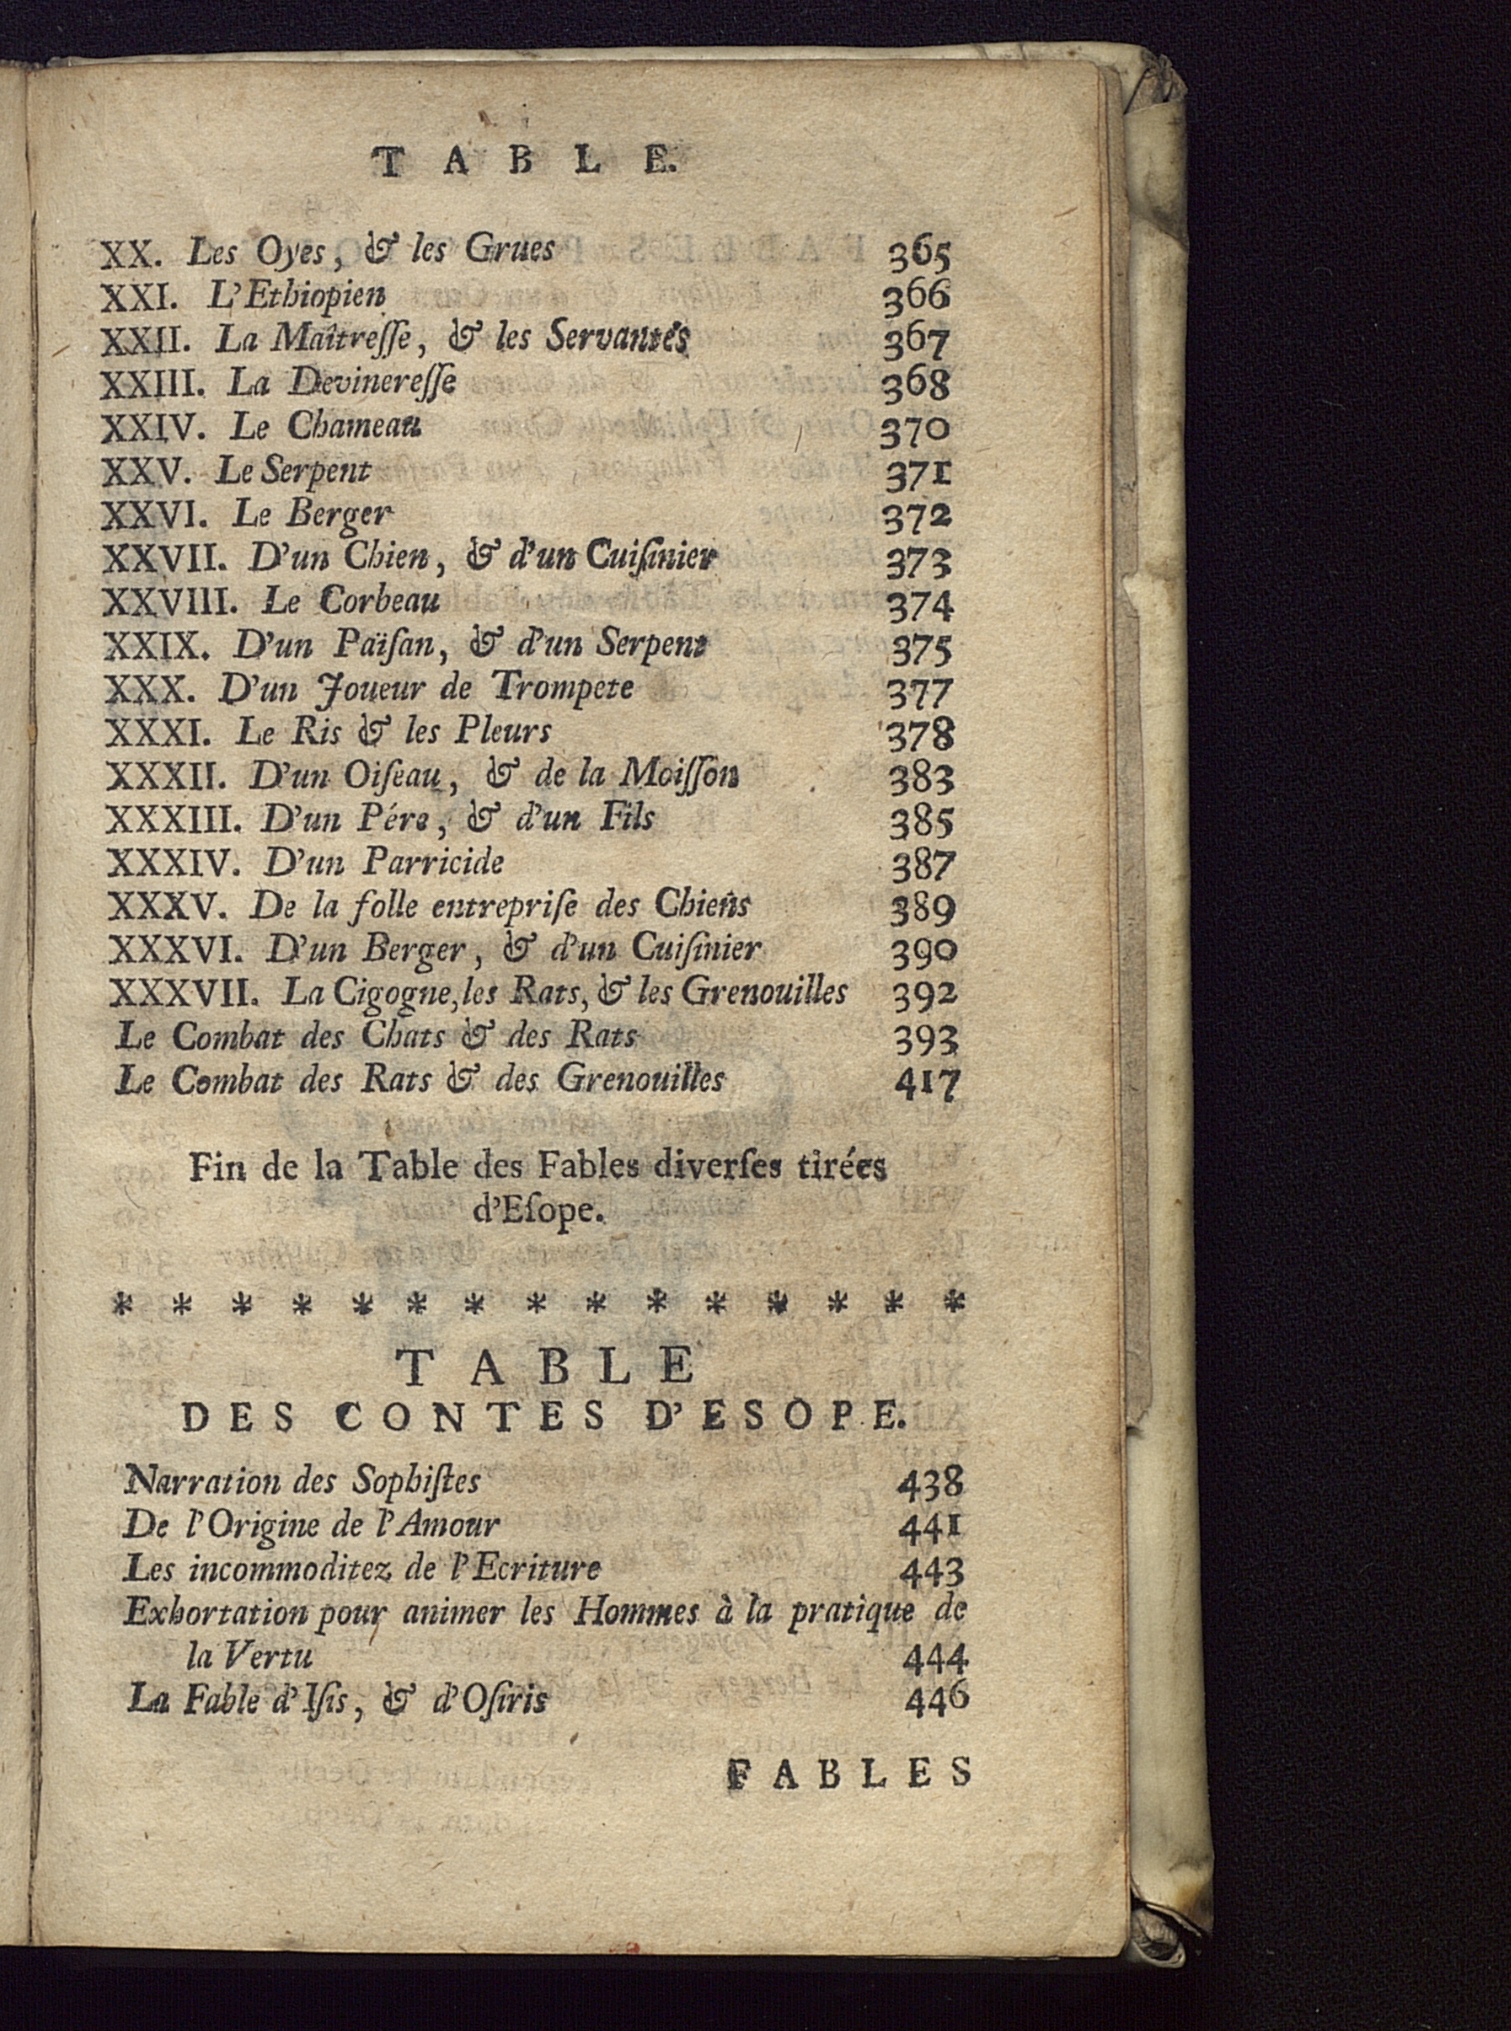 TABLE.
XX. Les Oyes, & les Grues 365
XXI. L'Ethiopien 366
XXII. La Maîtreſſe, & les Servantes 367
XXIII. La Devinereſſe 368
XXIV. Le Chameau 370
XXV. Le Serpent 371
XXVI. Le Berger 372
XXVII. D'un Chien, & d'un Cuiſinier 373
XXVIII. Le Corbeau 374
XXIX. D'un Païſan, & d'un Serpent 375
XXX. D'un Joueur de Trompete 377
XXXI. Le Ris & les Pleurs 378
XXXII. D'un Oiſeau, & de la Moiſſon 383
XXXIII. D'un Pére, & d'un Fils 385
XXXIV. D'un Parricide 387
XXXV. De la folle entrepriſe des Chiens 389
XXXVI. D'un Berger, & d'un Cuiſinier 390
XXXVII. La Cigogne, les Rats, & les Grenouilles 392
Le Combat des Chats & des Rats 393
Le Combat des Rats & des Grenouilles 417
Fin de la Table des Fables diverſes tirées
d'Eſope.
* * * * * * * * * * * * * * *
TABLE
DES CONTES D'ESOPE.
Narration des Sophiſtes 438
De l'Origine de l'Amour 441
Les incommoditez de l'Ecriture 443
Exhortation pour animer les Hommes à la pratique de
la Vertu 444
La Fable d'Iſis, & d'Oſiris 446
FABLES